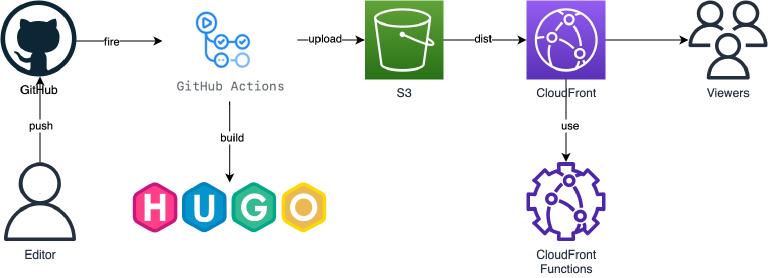 fire
upload
dist
GitHub
GitHub Actions
S3
CloudFront
Viewers
push
build
use
HUGO
Editor
CloudFront
Functions